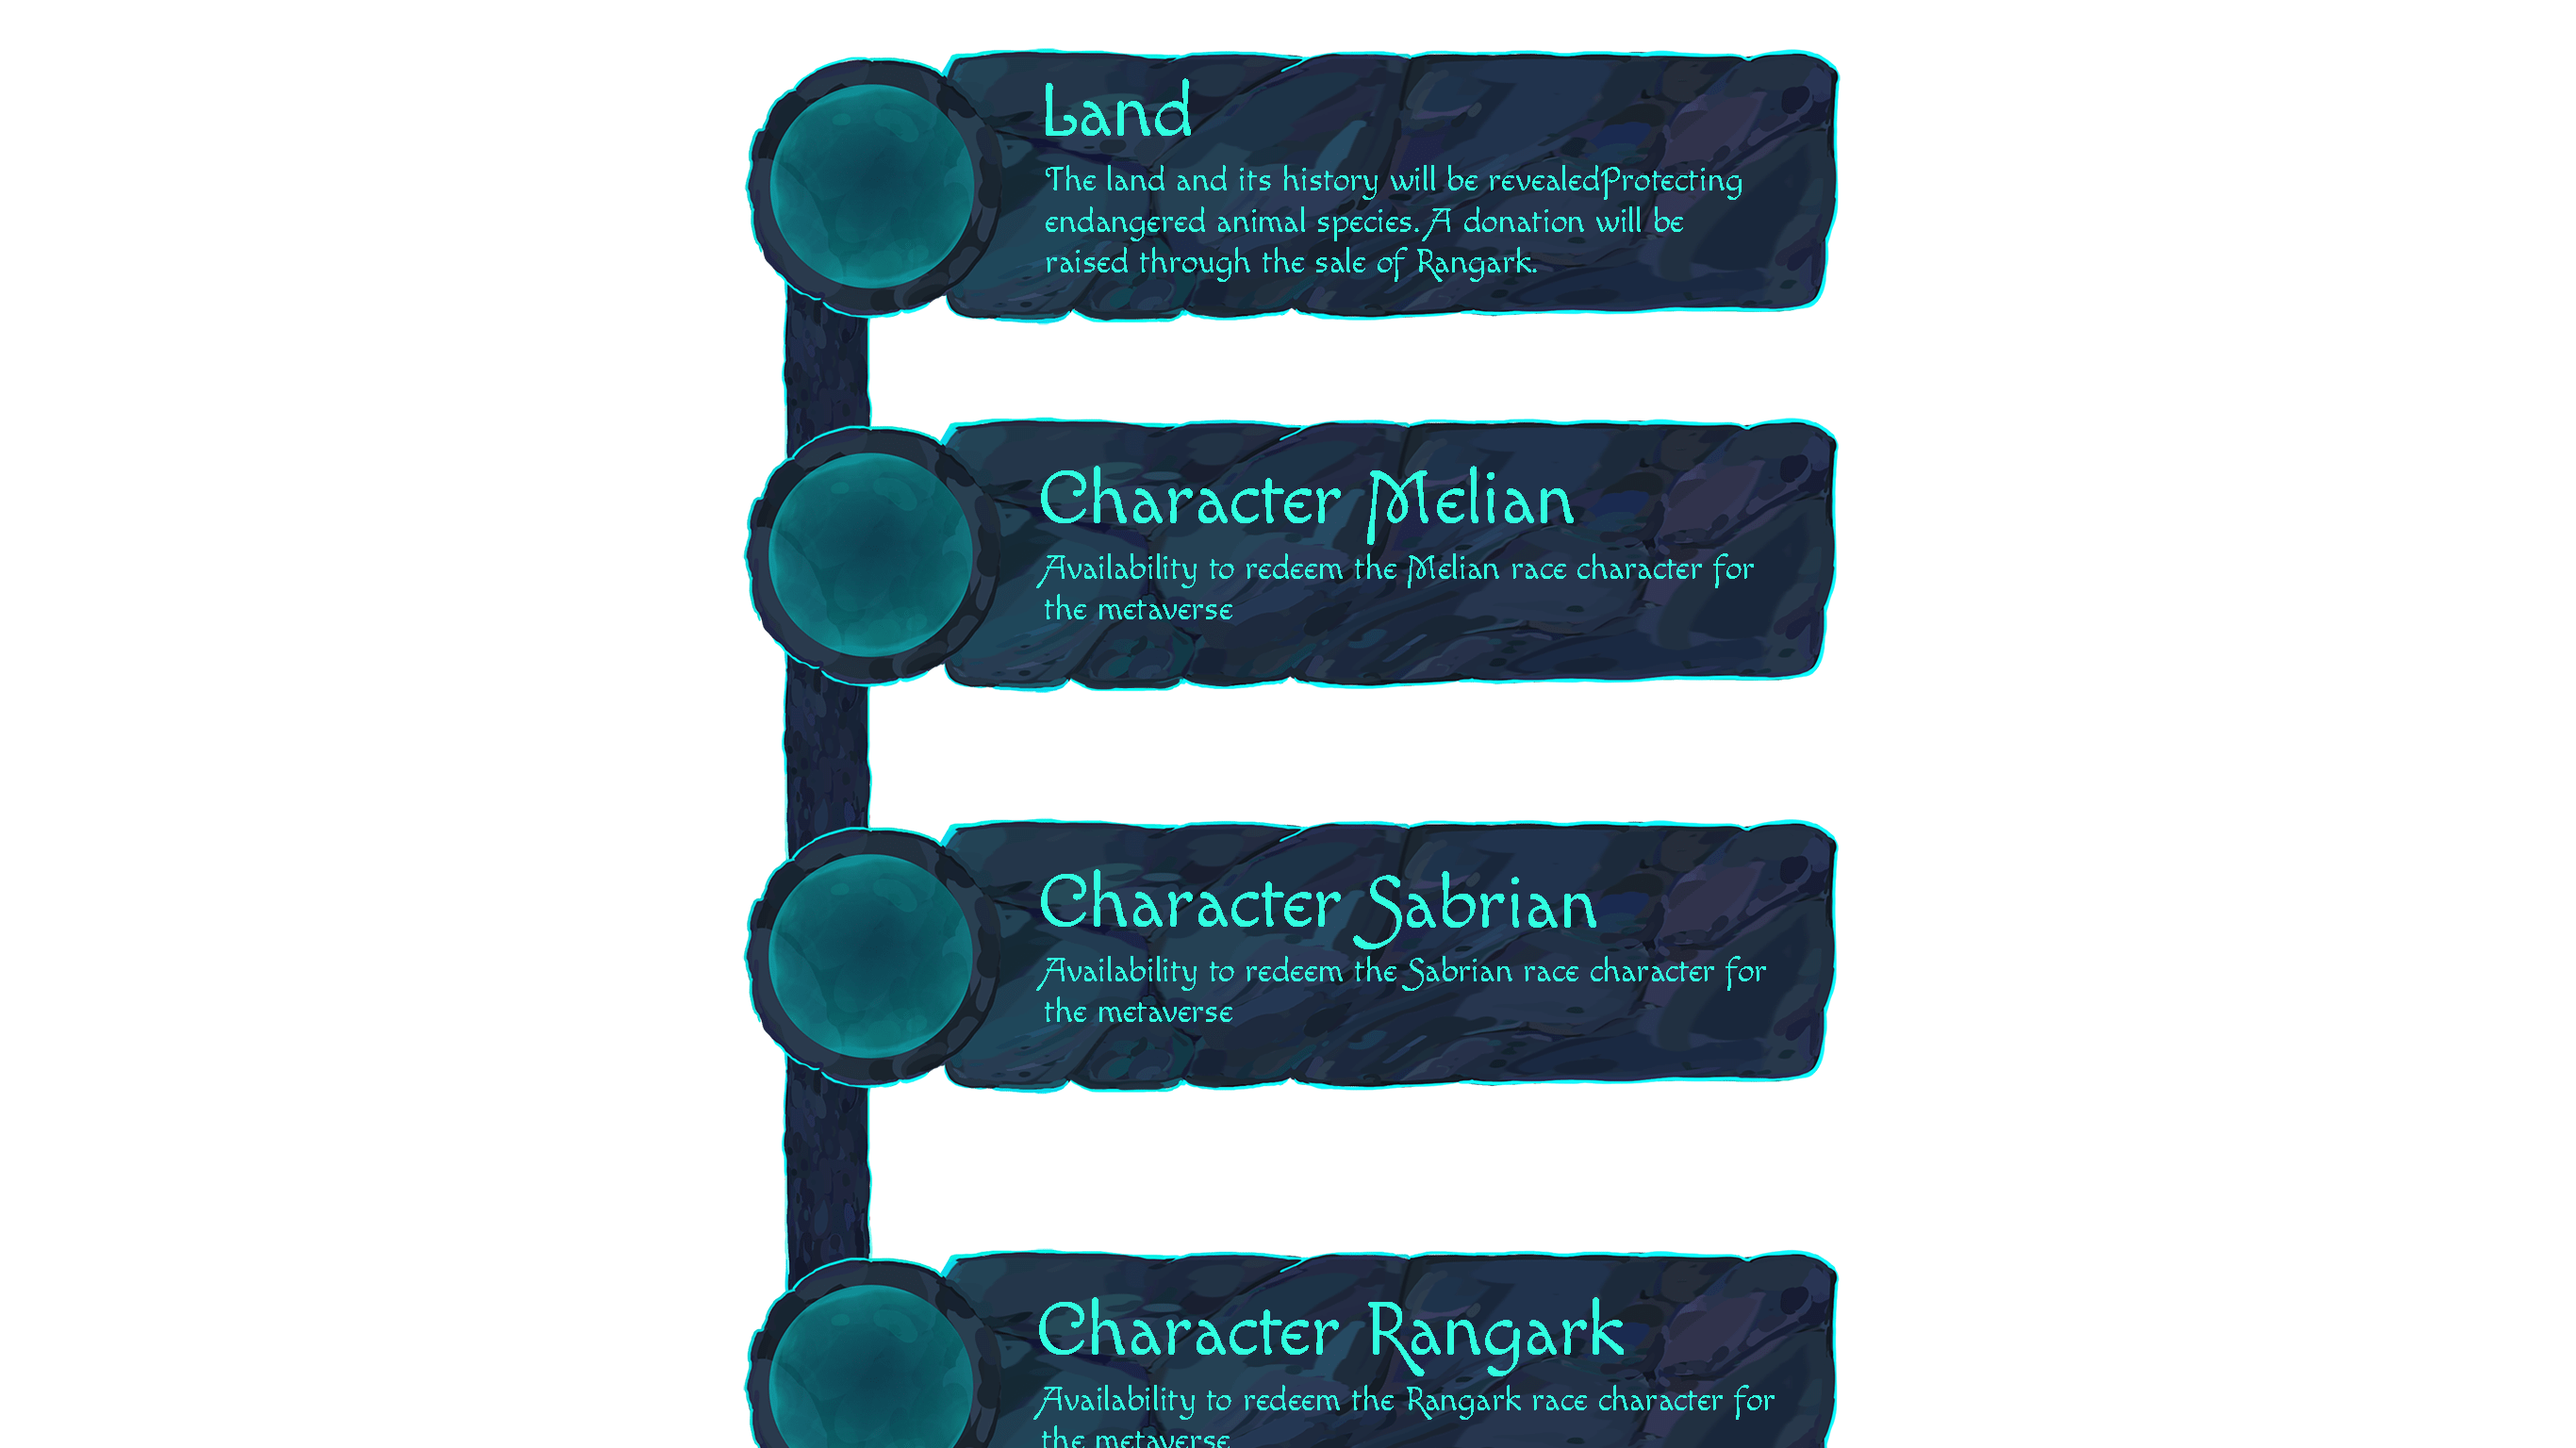 Land
The land and its history will be revealedProtecting
endangered animal species. A donation will be
raised through the sale of Rangark.
Character Melian
Availability to redeem the Melian race character for
the metaverse
Character Sabrian
Availability to redeem the Sabrian race character for
the metaverse
Character Rangark
Availability to redeem the Rangark race character for
the metaverse